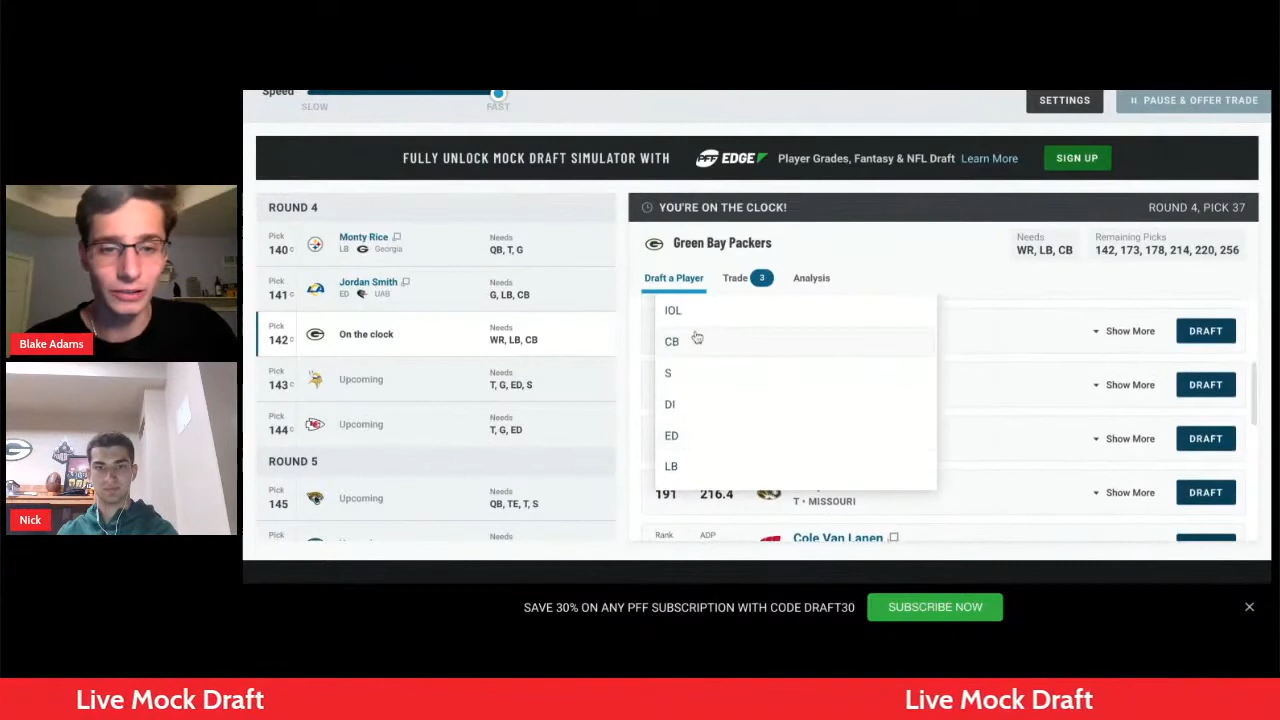 Speed
SLOW
FAST
SETTINGS
PAUSE & OFFER TRADE
FULLY UNLOCK MOCK DRAFT SIMULATOR WITH
PFF EDGE
Player Grades, Fantasy & NFL Draft Learn More
SIGN UP
ROUND 4
Pick
140 C
Monty Rice
LB Georgia
Needs
QB, T, G
Pick
141 C
Jordan Smith
ED UAB
Needs
G, LB, CB
Pick
142 C
On the clock
Needs
WR, LB, CB
Pick
143 C
Upcoming
Needs
T, G, ED, S
Pick
144 C
Upcoming
Needs
T, G, ED
ROUND 5
Pick
145
Upcoming
Needs
QB, TE, T, S
Pick
Needs
YOU'RE ON THE CLOCK!
ROUND 4, PICK 37
Green Bay Packers
Needs
WR, LB, CB
Remaining Picks
142, 173, 178, 214, 220, 256
Draft a Player
Trade 3
Analysis
IOL
CB
S
DI
ED
LB
Show More
DRAFT
Show More
DRAFT
Show More
DRAFT
191 216.4
T • MISSOURI
Show More
DRAFT
Rank
ADP
Cole Van Lanen
SAVE 30% ON ANY PFF SUBSCRIPTION WITH CODE DRAFT30
SUBSCRIBE NOW
Blake Adams
Nick
Live Mock Draft
Live Mock Draft